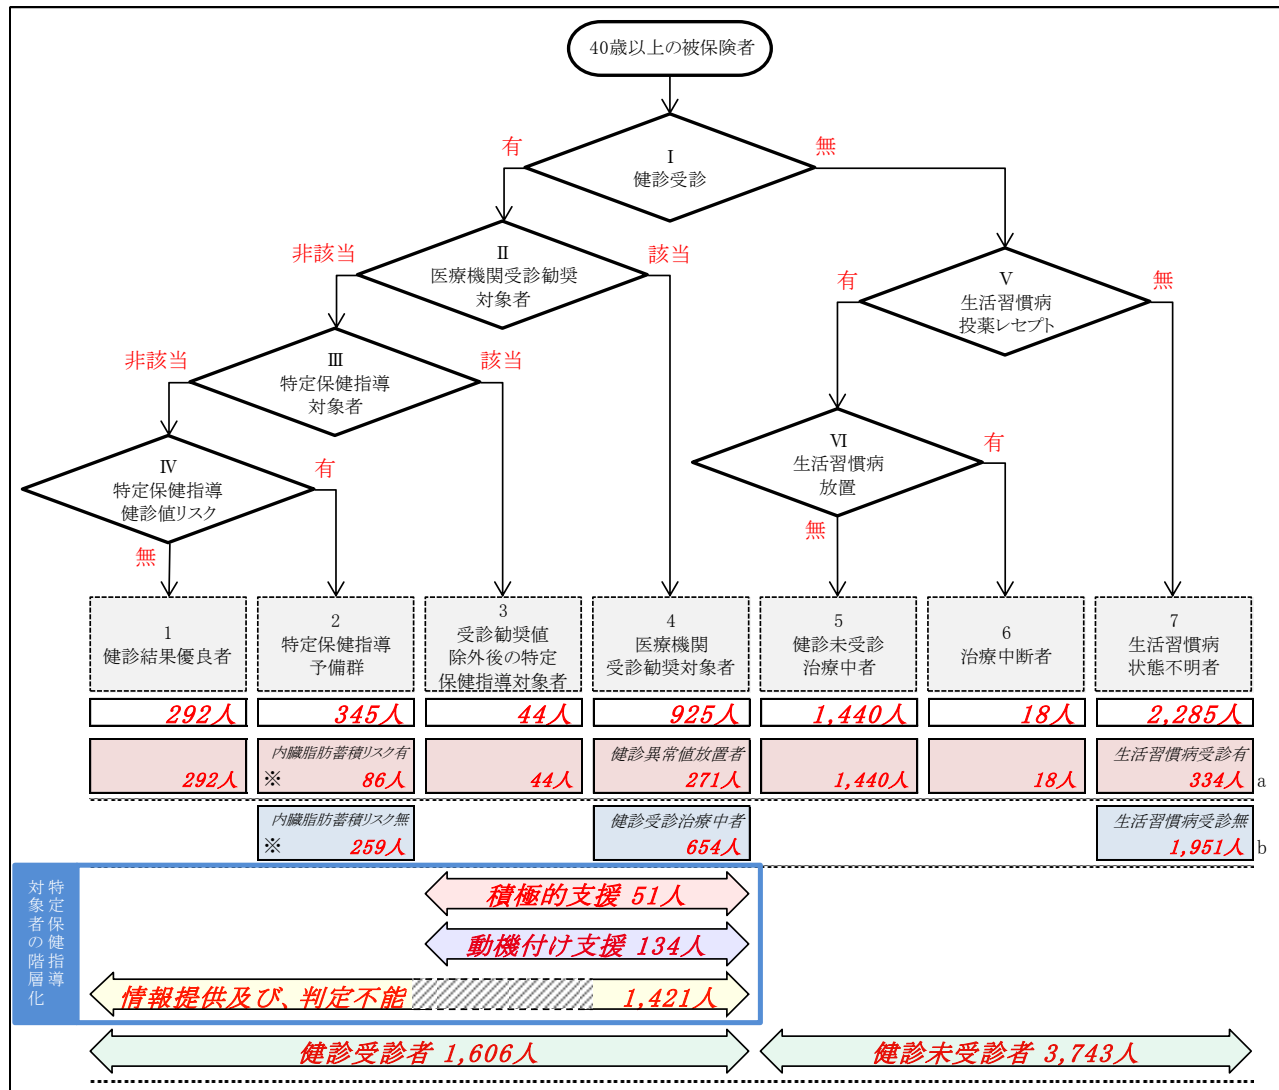 40歳以上の被保険者
Ⅰ
健診受診
有
無
Ⅱ
医療機関受診勧奨
対象者
非該当
該当
Ⅴ
生活習慣病
投薬レセプト
有
無
Ⅲ
特定保健指導
対象者
非該当
該当
Ⅵ
生活習慣病
放置
有
無
Ⅳ
特定保健指導
健診値リスク
有
無
1
健診結果優良者
2
特定保健指導
予備群
3
受診勧奨値
除外後の特定
保健指導対象者
4
医療機関
受診勧奨対象者
5
健診未受診
治療中者
6
治療中断者
7
生活習慣病
状態不明者
292人
345人
44人
925人
1,440人
18人
2,285人
292人
内臓脂肪蓄積リスク有
※ 86人
44人
健診異常値放置者
271人
1,440人
18人
生活習慣病受診有
334人
a
内臓脂肪蓄積リスク無
※ 259人
健診受診治療中者
654人
生活習慣病受診無
1,951人
b
特定保健指導
対象者の階層化
積極的支援 51人
動機付け支援 134人
情報提供及び、判定不能 1,421人
健診受診者 1,606人
健診未受診者 3,743人